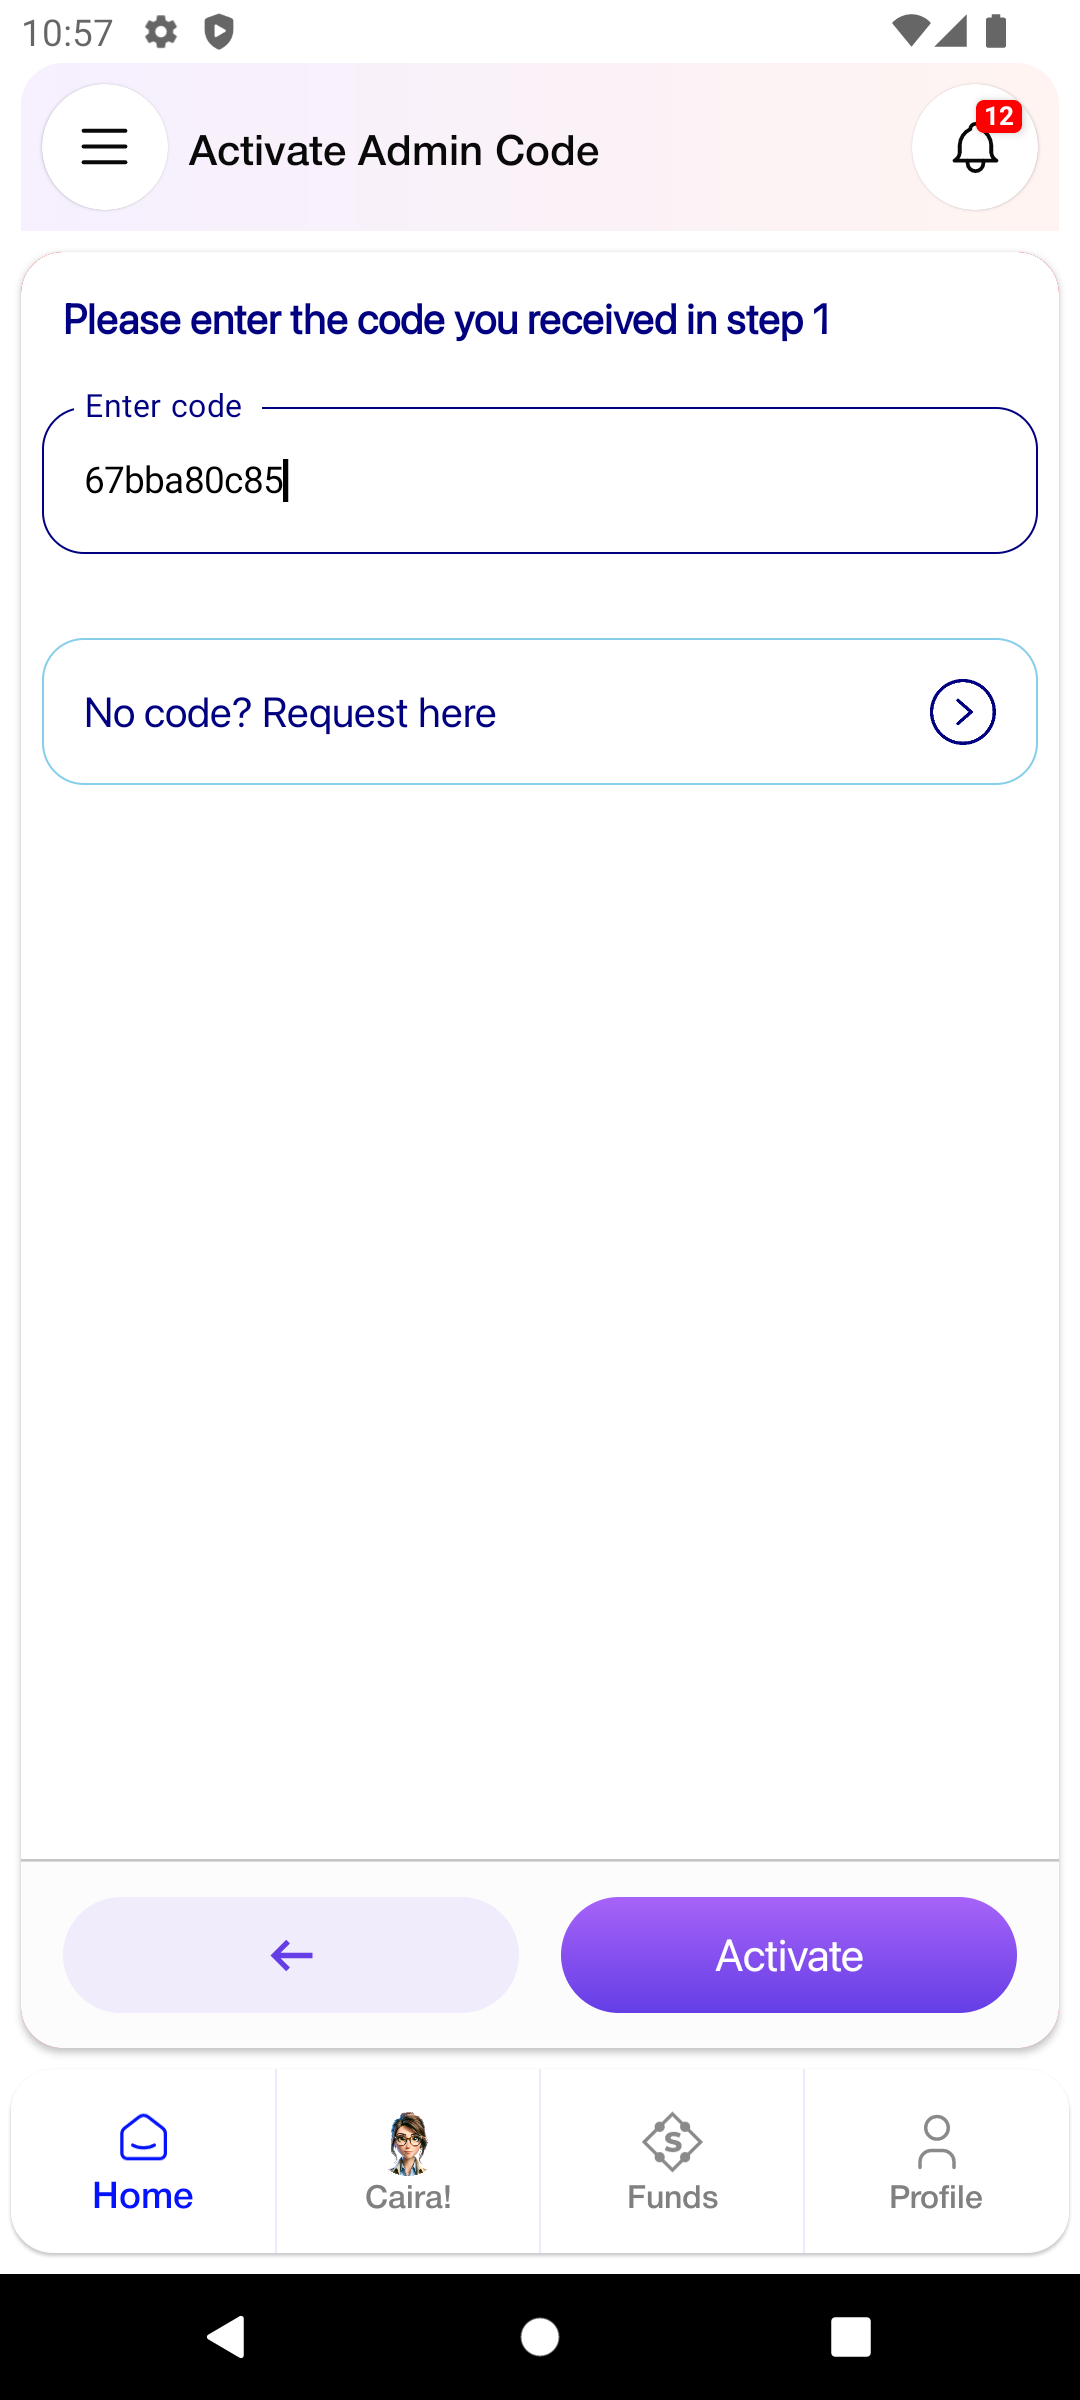 10:57
Activate Admin Code
12
Please enter the code you received in step 1
Enter code
67bba80c85
No code? Request here
Activate
Home
Caira!
Funds
Profile